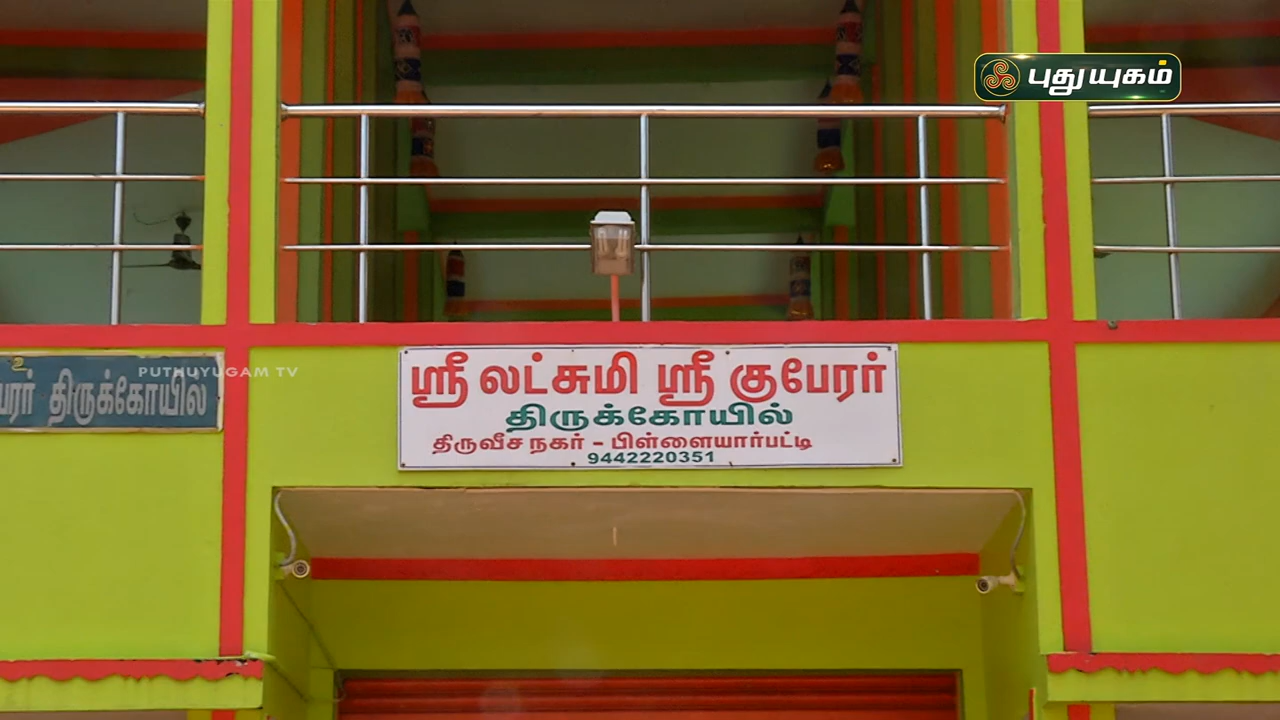 புதுயுகம்
PUTHUYUGAM TV
உ
பேரர் திருக்கோயில்
ஸ்ரீ லட்சுமி ஸ்ரீ குபேரர்
திருக்கோயில்
திருவீச நகர் - பிள்ளையார்பட்டி
9442220351